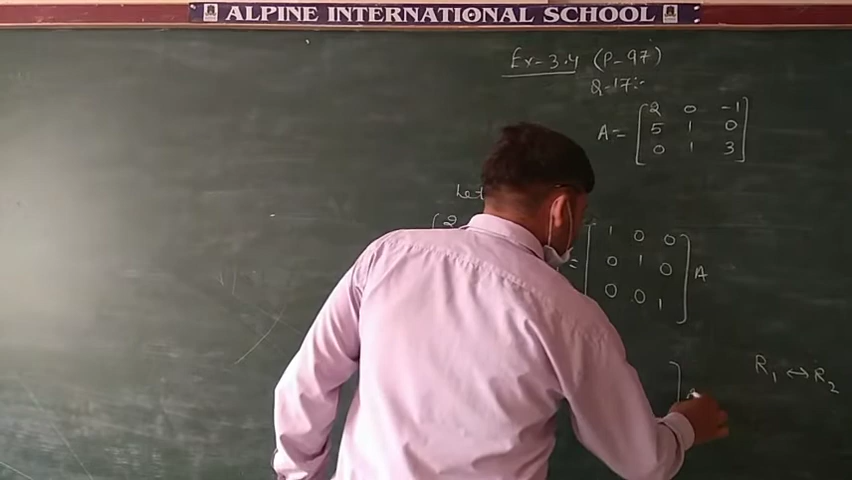 ALPINE INTERNATIONAL SCHOOL
Ex-3.4 (P-97)
Q-17:-
A = [2 0 -1
5 1 0
0 1 3]
Let
[2
= [1 0 0
0 1 0
0 0 1] A
] 
R1 ↔ R2